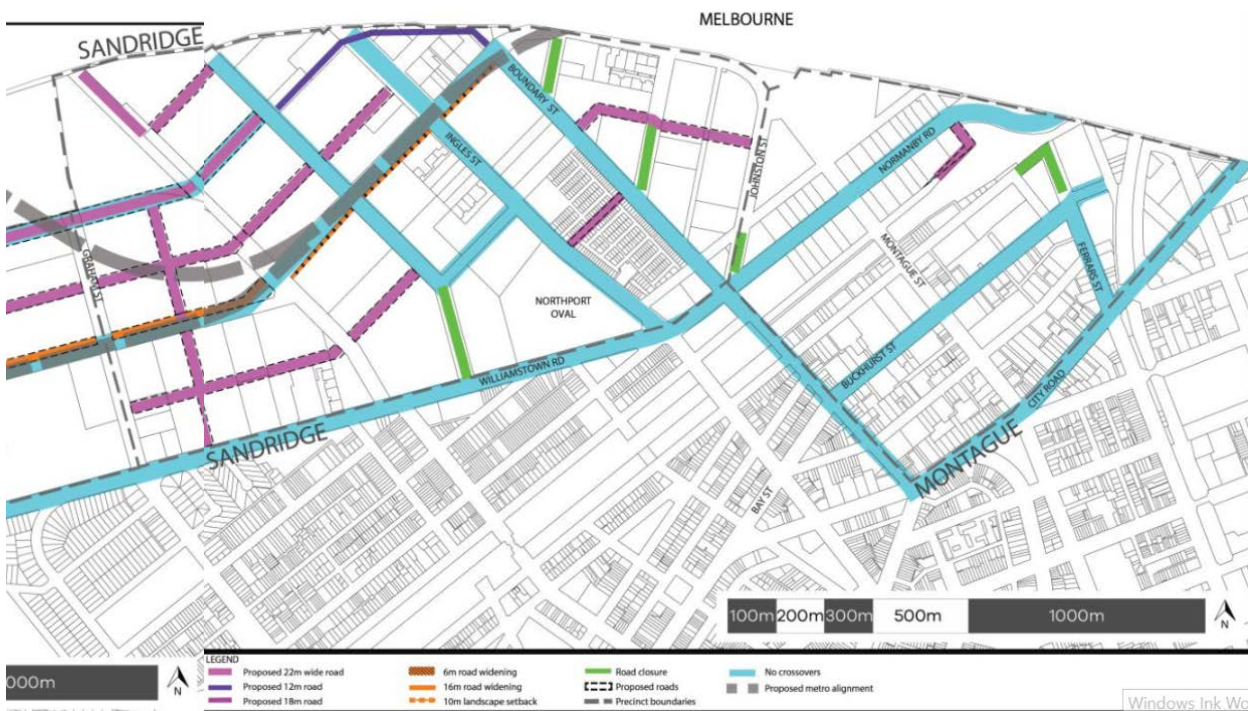 MELBOURNE
SANDRIDGE
BOUNDARY ST
INGLES ST
JOHNSTON ST
NORMANBY RD
MONTAGUE ST
FERRARS ST
GRAHAM ST
NORTHPORT
OVAL
WILLIAMSTOWN RD
BUCKHURST ST
CITY ROAD
SANDRIDGE
MONTAGUE
BAY ST
100m 200m 300m 500m 1000m
N
000m
N
LEGEND
Proposed 22m wide road
Proposed 12m road
Proposed 18m road
6m road widening
16m road widening
10m landscape setback
Road closure
Proposed roads
Precinct boundaries
No crossovers
Proposed metro alignment
Windows Ink Wo